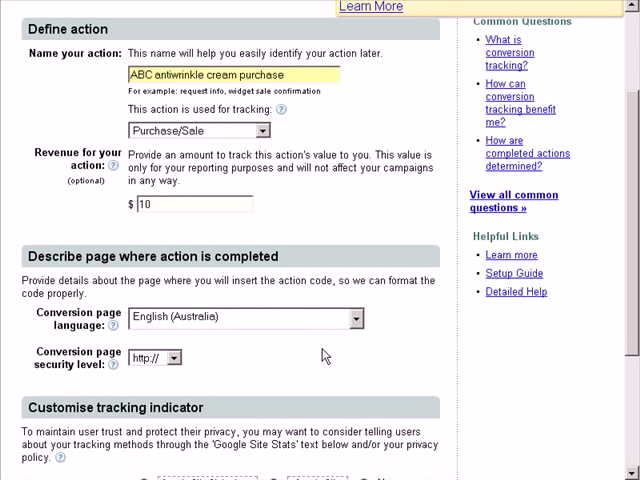 Learn More
Define action
Name your action: This name will help you easily identify your action later.
ABC antiwrinkle cream purchase
For example: request info, widget sale confirmation
This action is used for tracking: ?
Purchase/Sale
Revenue for your action: ?
(optional)
Provide an amount to track this action's value to you. This value is
only for your reporting purposes and will not affect your campaigns
in any way.
$ 10
Describe page where action is completed
Provide details about the page where you will insert the action code, so we can format the
code properly.
Conversion page
language: ?
English (Australia)
Conversion page
security level: ?
http://
Customise tracking indicator
To maintain user trust and protect their privacy, you may want to consider telling users
about your tracking methods through the 'Google Site Stats' text below and/or your privacy
policy. ?
Common Questions
What is
conversion
tracking?
How can
conversion
tracking benefit
me?
How are
completed actions
determined?
View all common
questions »
Helpful Links
Learn more
Setup Guide
Detailed Help